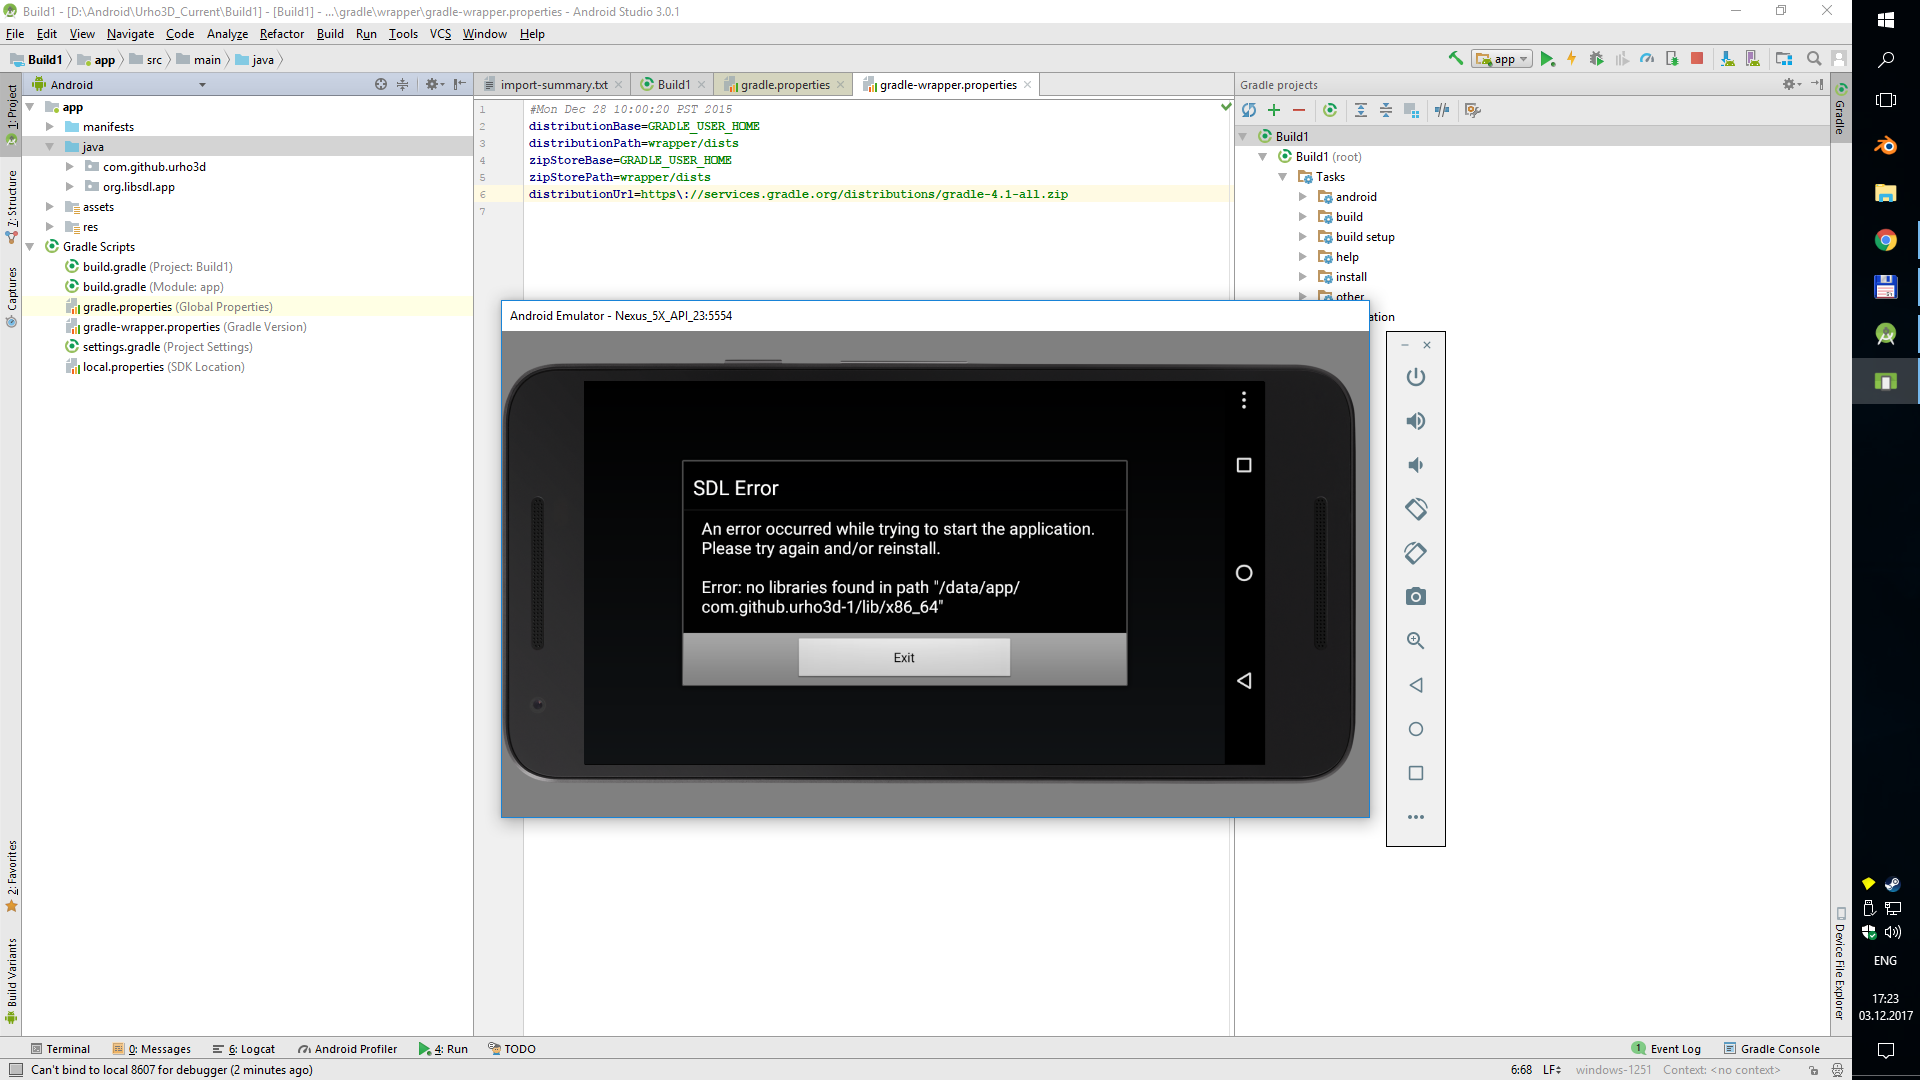 Build1 - [D:\Android\Urho3D_Current\Build1] - [Build1] - ...\gradle\wrapper\gradle-wrapper.properties - Android Studio 3.0.1
File Edit View Navigate Code Analyze Refactor Build Run Tools VCS Window Help
Build1 app src main java
app
Android
import-summary.txt Build1 gradle.properties gradle-wrapper.properties
Gradle projects
1: Project
7: Structure
Captures
2: Favorites
Build Variants
app
manifests
java
com.github.urho3d
org.libsdl.app
assets
res
Gradle Scripts
build.gradle (Project: Build1)
build.gradle (Module: app)
gradle.properties (Global Properties)
gradle-wrapper.properties (Gradle Version)
settings.gradle (Project Settings)
local.properties (SDK Location)
1 #Mon Dec 28 10:00:20 PST 2015
2 distributionBase=GRADLE_USER_HOME
3 distributionPath=wrapper/dists
4 zipStoreBase=GRADLE_USER_HOME
5 zipStorePath=wrapper/dists
6 distributionUrl=https\://services.gradle.org/distributions/gradle-4.1-all.zip
7
Build1
Build1 (root)
Tasks
android
build
build setup
help
install
other
ation
Gradle
Device File Explorer
Android Emulator - Nexus_5X_API_23:5554
SDL Error
An error occurred while trying to start the application.
Please try again and/or reinstall.
Error: no libraries found in path "/data/app/
com.github.urho3d-1/lib/x86_64"
Exit
ENG
17:23
03.12.2017
Terminal 0: Messages 6: Logcat Android Profiler 4: Run TODO 1 Event Log Gradle Console
Can't bind to local 8607 for debugger (2 minutes ago) 6:68 LF windows-1251 Context: <no context>